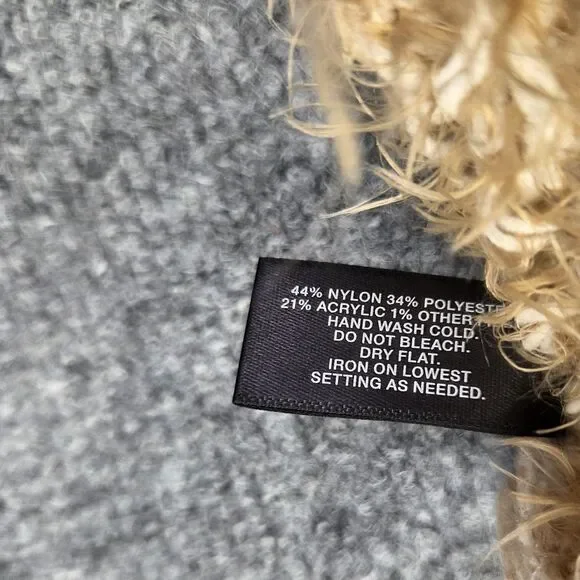 44% NYLON 34% POLYESTE
21% ACRYLIC 1% OTHER.
HAND WASH COLD.
DO NOT BLEACH.
DRY FLAT.
IRON ON LOWEST
SETTING AS NEEDED.